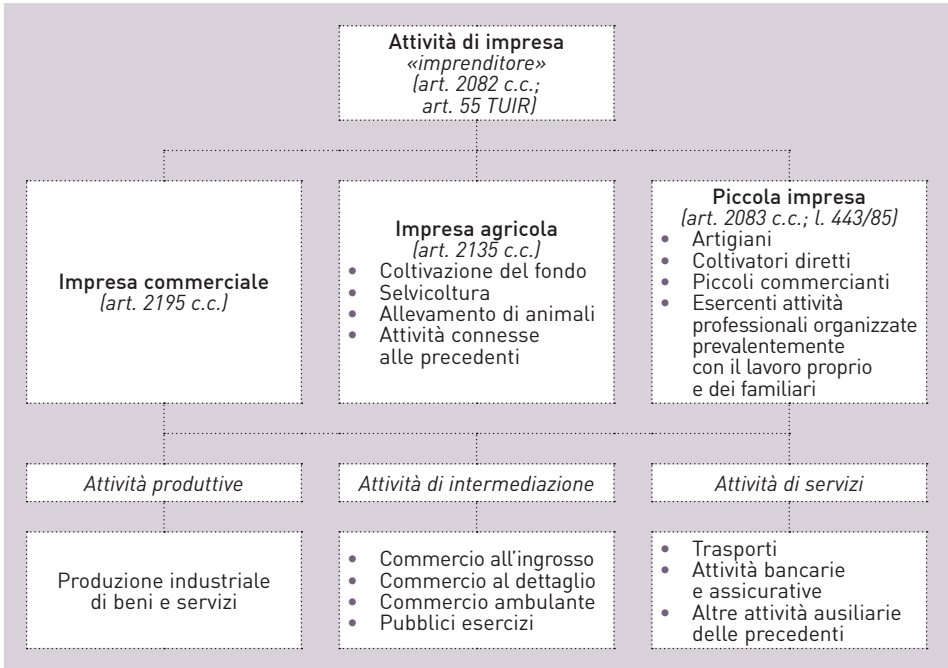 Attività di impresa
«imprenditore»
(art. 2082 c.c.;
art. 55 TUIR)
Impresa commerciale
(art. 2195 c.c.)
Impresa agricola
(art. 2135 c.c.)
• Coltivazione del fondo
• Selvicoltura
• Allevamento di animali
• Attività connesse
alle precedenti
Piccola impresa
(art. 2083 c.c.; l. 443/85)
• Artigiani
• Coltivatori diretti
• Piccoli commercianti
• Esercenti attività
professionali organizzate
prevalentemente
con il lavoro proprio
e dei familiari
Attività produttive
Attività di intermediazione
Attività di servizi
Produzione industriale
di beni e servizi
• Commercio all'ingrosso
• Commercio al dettaglio
• Commercio ambulante
• Pubblici esercizi
• Trasporti
• Attività bancarie
e assicurative
• Altre attività ausiliarie
delle precedenti